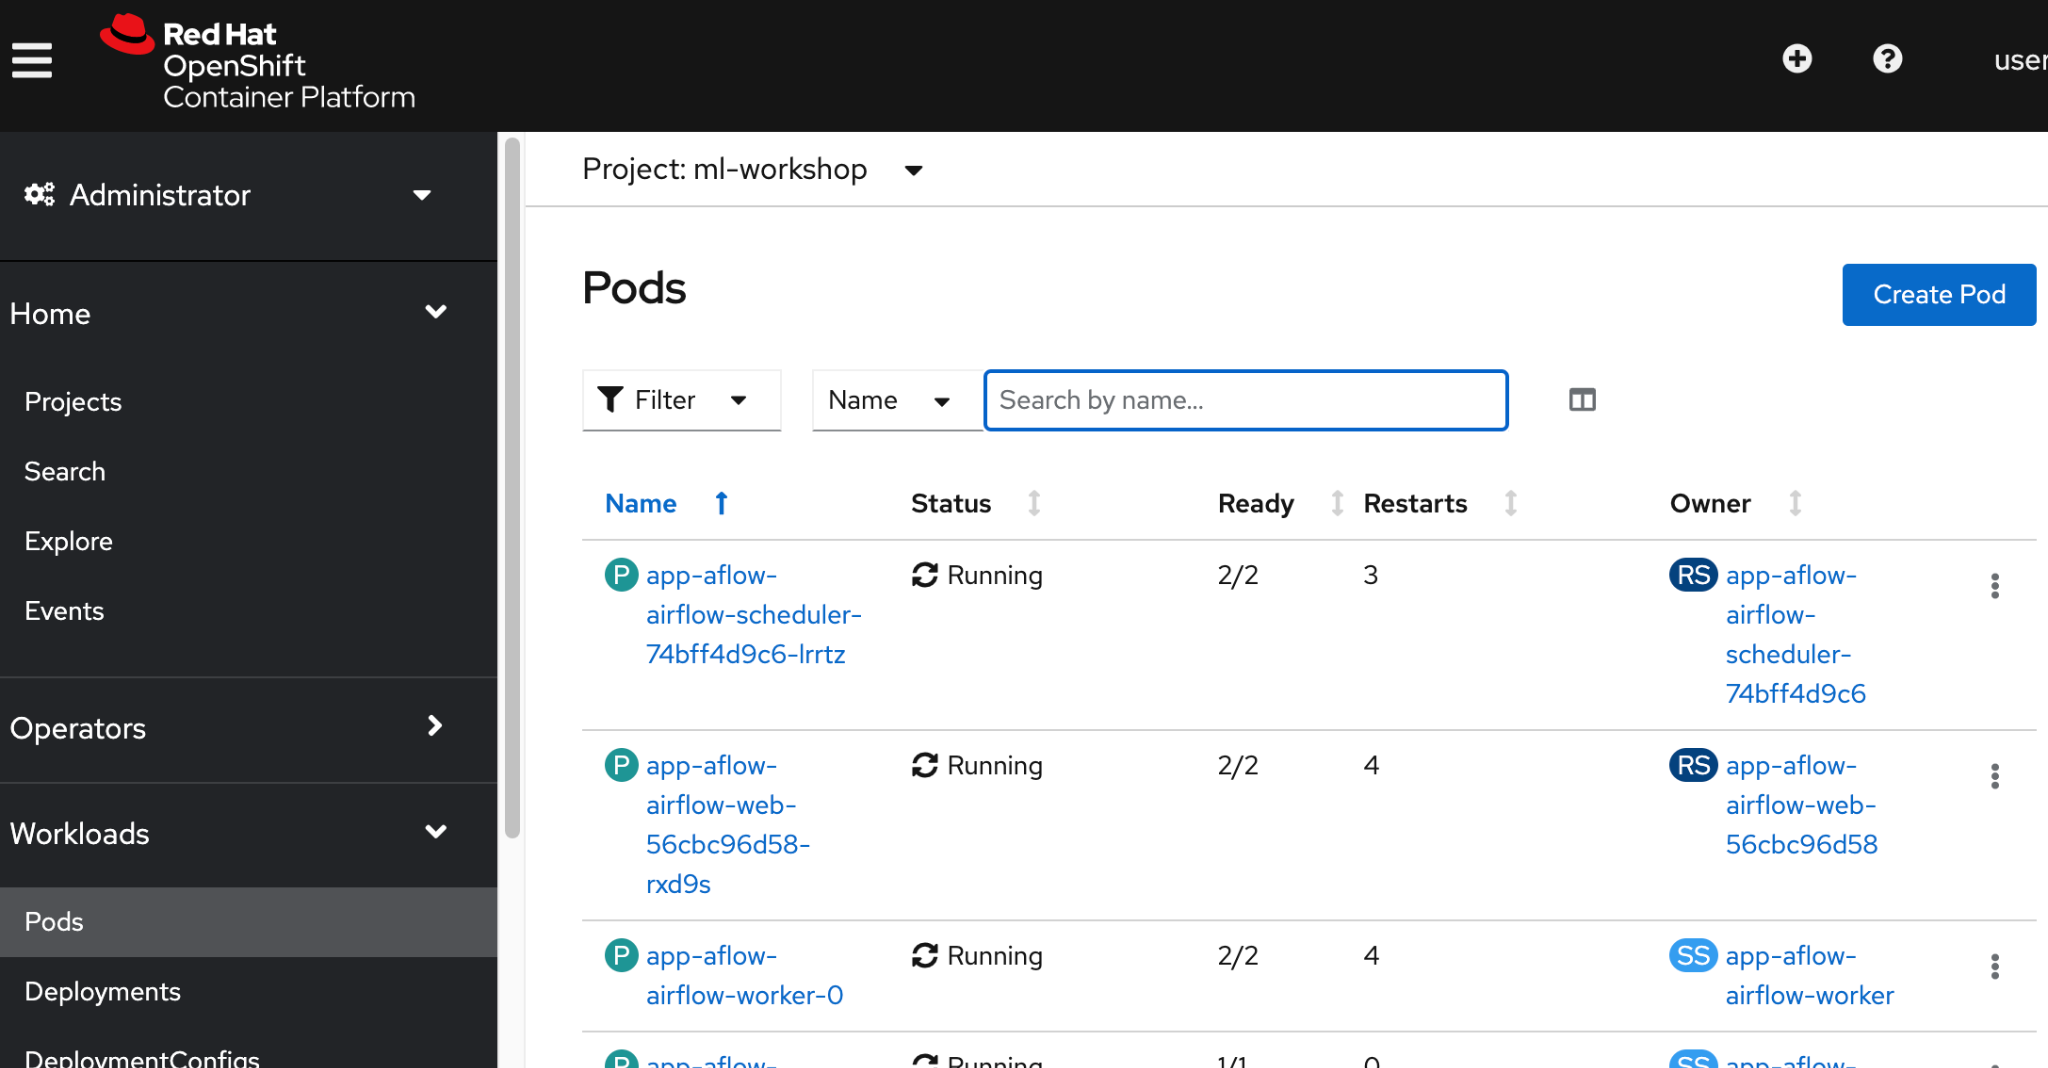 Red Hat
OpenShift
Container Platform
user
Administrator
Home
Projects
Search
Explore
Events
Operators
Workloads
Pods
Deployments
DeploymentConfigs
Project: ml-workshop
Pods
Create Pod
Filter
Name
Search by name...
Name Status Ready Restarts Owner
P app-aflow- Running 2/2 3 RS app-aflow-
airflow-scheduler- airflow-
74bff4d9c6-lrrtz scheduler-
74bff4d9c6
P app-aflow- Running 2/2 4 RS app-aflow-
airflow-web- airflow-web-
56cbc96d58- 56cbc96d58
rxd9s
P app-aflow- Running 2/2 4 SS app-aflow-
airflow-worker-0 airflow-worker
P app-aflow- Running 1/1 0 SS app-aflow-